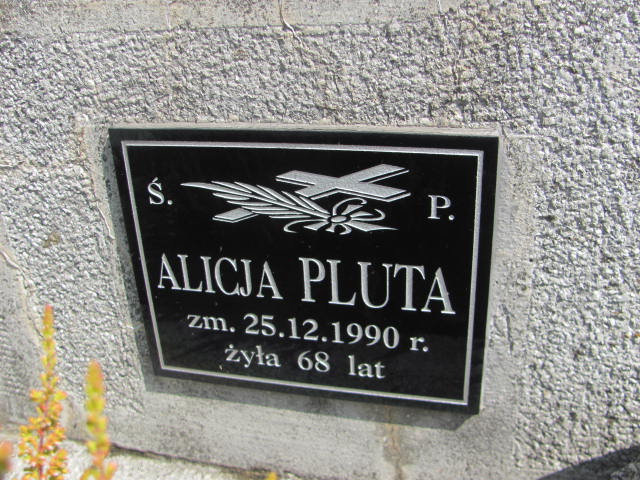 Ś. P.
ALICJA PLUTA
zm. 25.12.1990 r.
żyła 68 lat